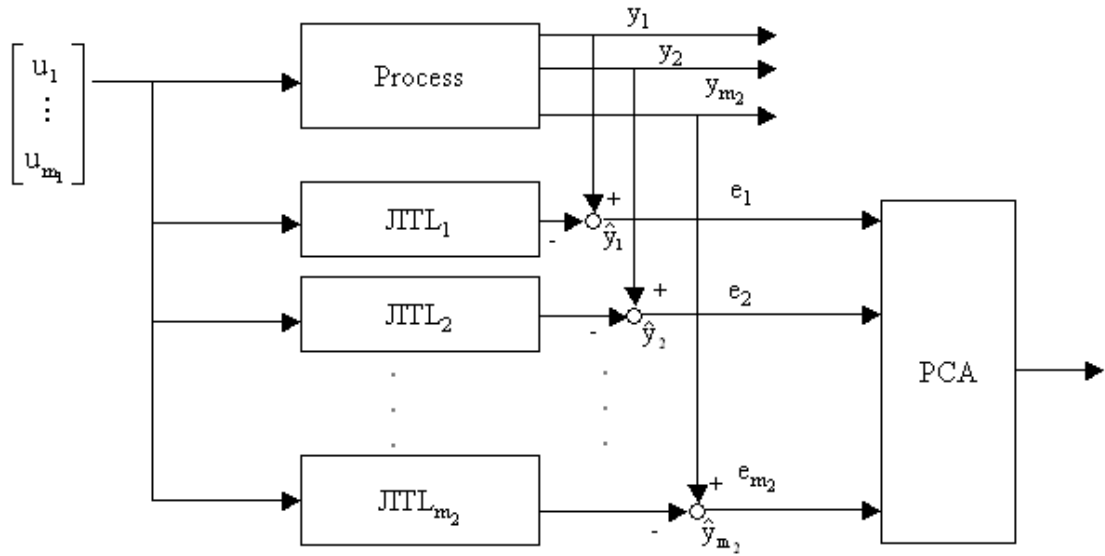 u₁
⋮
uₘ₁
Process
y₁
y₂
yₘ₂
JITL₁
+
-
ŷ₁
e₁
JITL₂
+
-
ŷ₂
e₂
PCA
JITLₘ₂
+
-
ŷₘ₂
eₘ₂